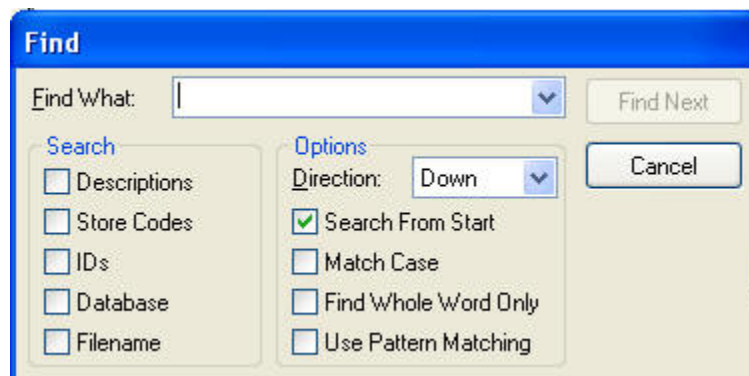 Find
Find What:
Find Next
Search
Descriptions
Store Codes
IDs
Database
Filename
Options
Direction: Down
Search From Start
Match Case
Find Whole Word Only
Use Pattern Matching
Cancel